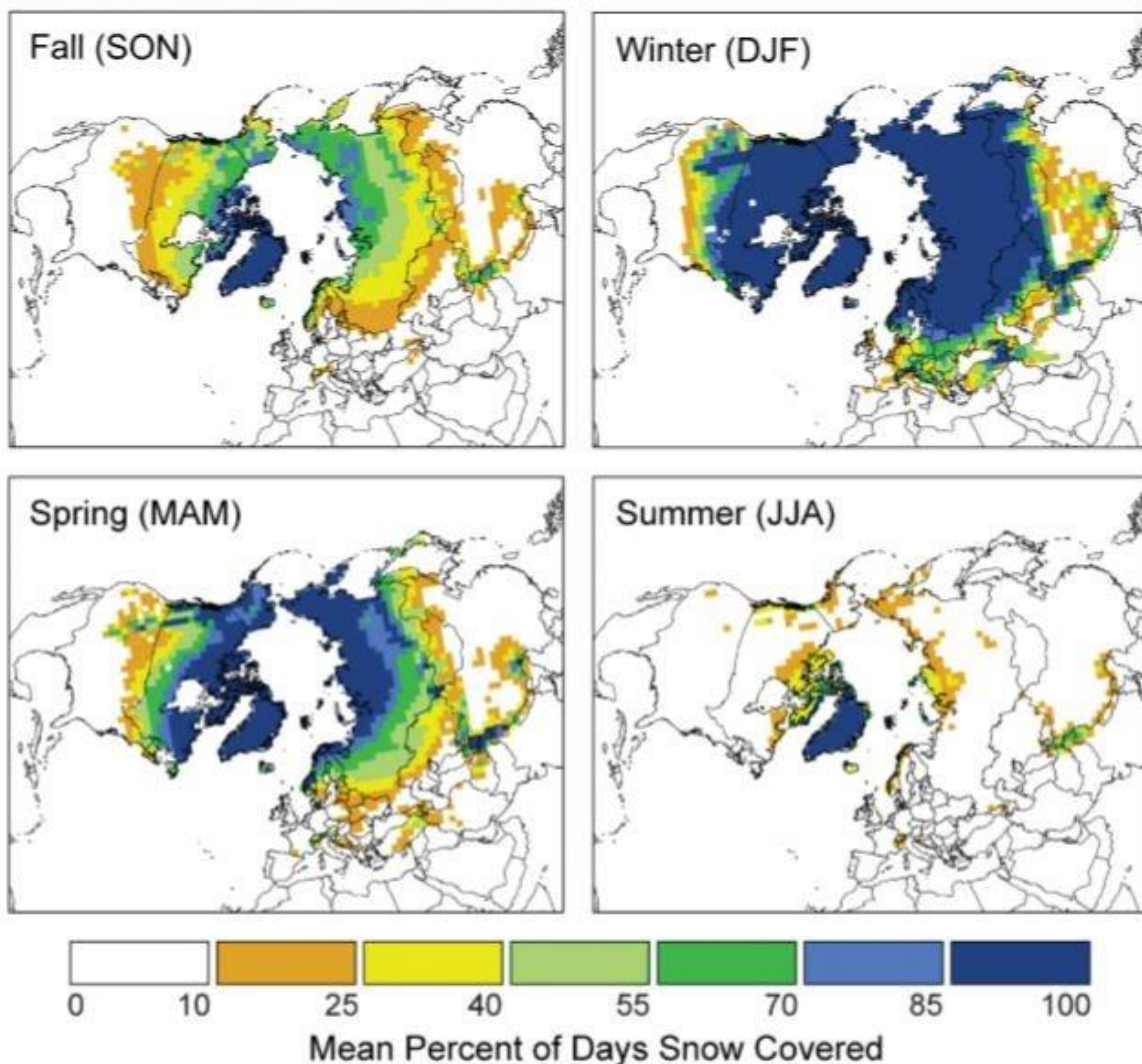 Fall (SON)
Winter (DJF)
Spring (MAM)
Summer (JJA)
0 10 25 40 55 70 85 100
Mean Percent of Days Snow Covered